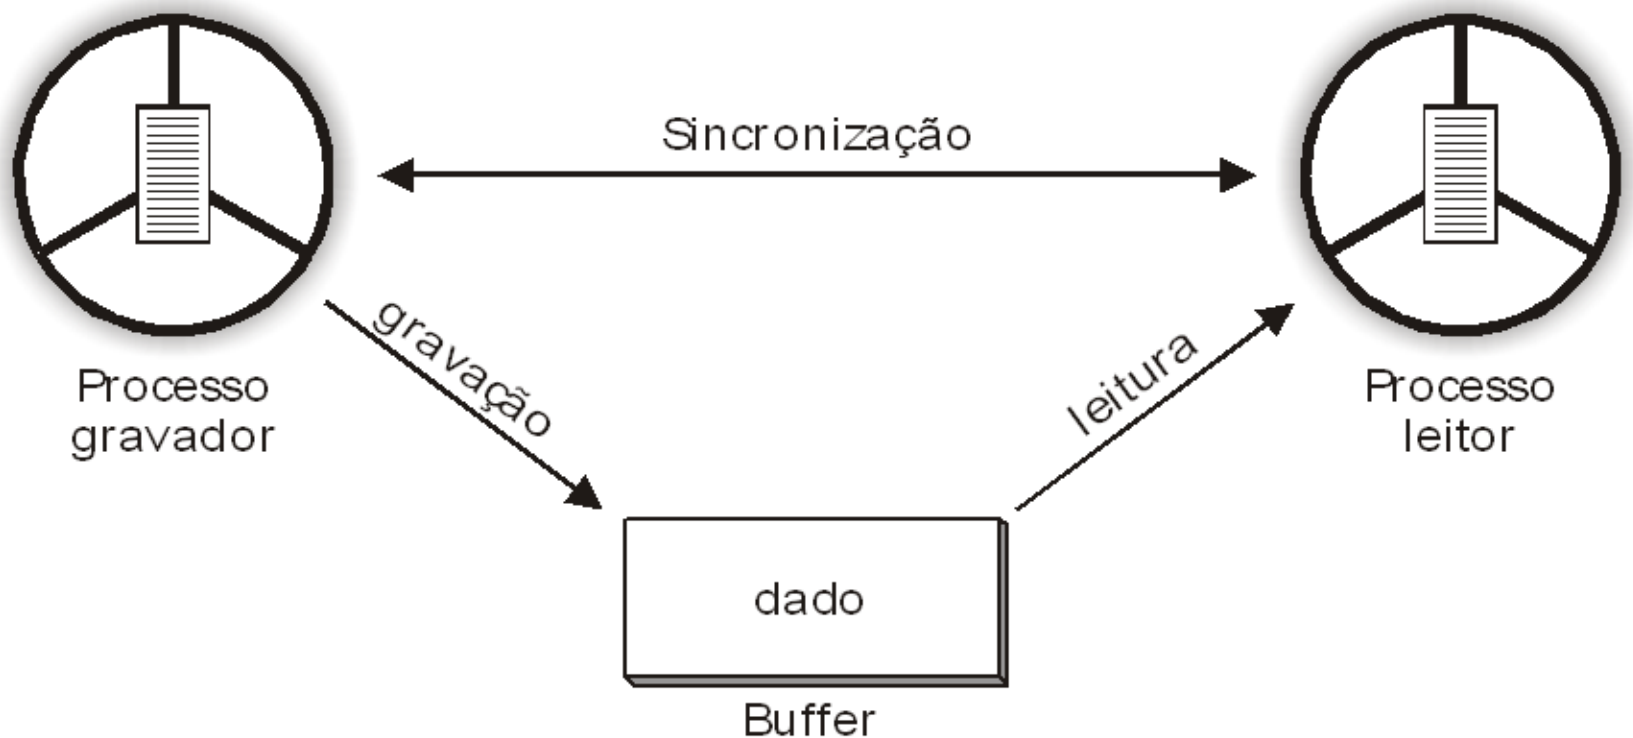 Sincronização
gravação
leitura
Processo
gravador
Processo
leitor
dado
Buffer